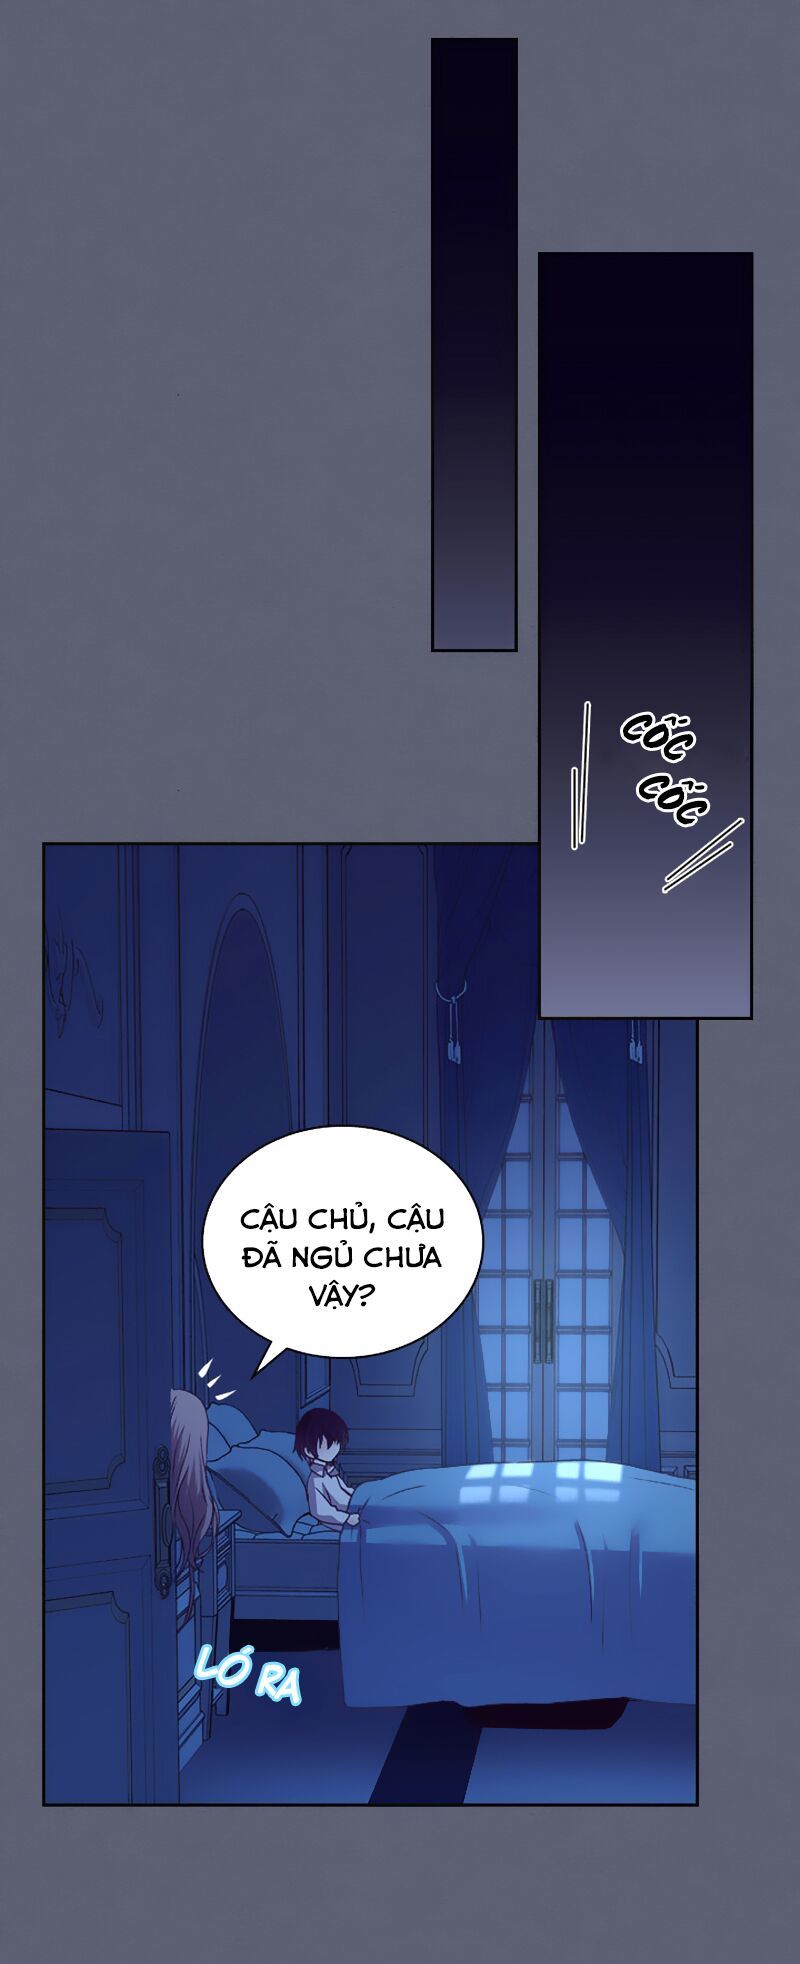 CỐC
CỐC
CẬU CHỦ, CẬU
ĐÃ NGỦ CHƯA
VẬY?
LÓ RA